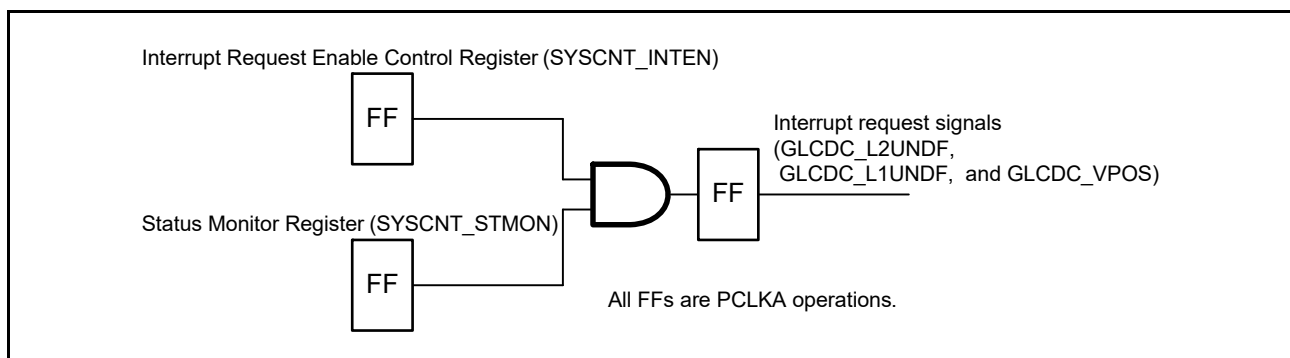 Interrupt Request Enable Control Register (SYSCNT_INTEN)
FF
Interrupt request signals
(GLCDC_L2UNDF,
GLCDC_L1UNDF, and GLCDC_VPOS)
FF
Status Monitor Register (SYSCNT_STMON)
FF
All FFs are PCLKA operations.